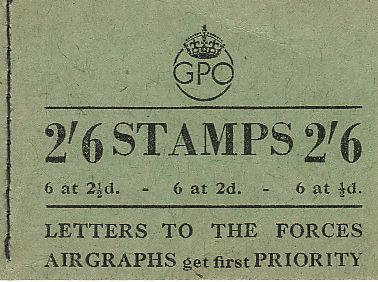 GPO
2/6 STAMPS 2/6
6 at 2½d. - 6 at 2d. - 6 at ½d.
LETTERS TO THE FORCES
AIRGRAPHS get first PRIORITY